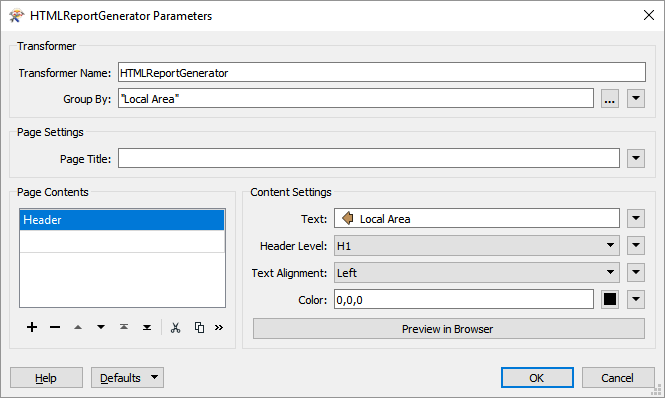 HTMLReportGenerator Parameters
Transformer
Transformer Name: HTMLReportGenerator
Group By: "Local Area" ...
Page Settings
Page Title:
Page Contents
Header
Content Settings
Text: Local Area
Header Level: H1
Text Alignment: Left
Color: 0,0,0
Preview in Browser
Help
Defaults
OK
Cancel